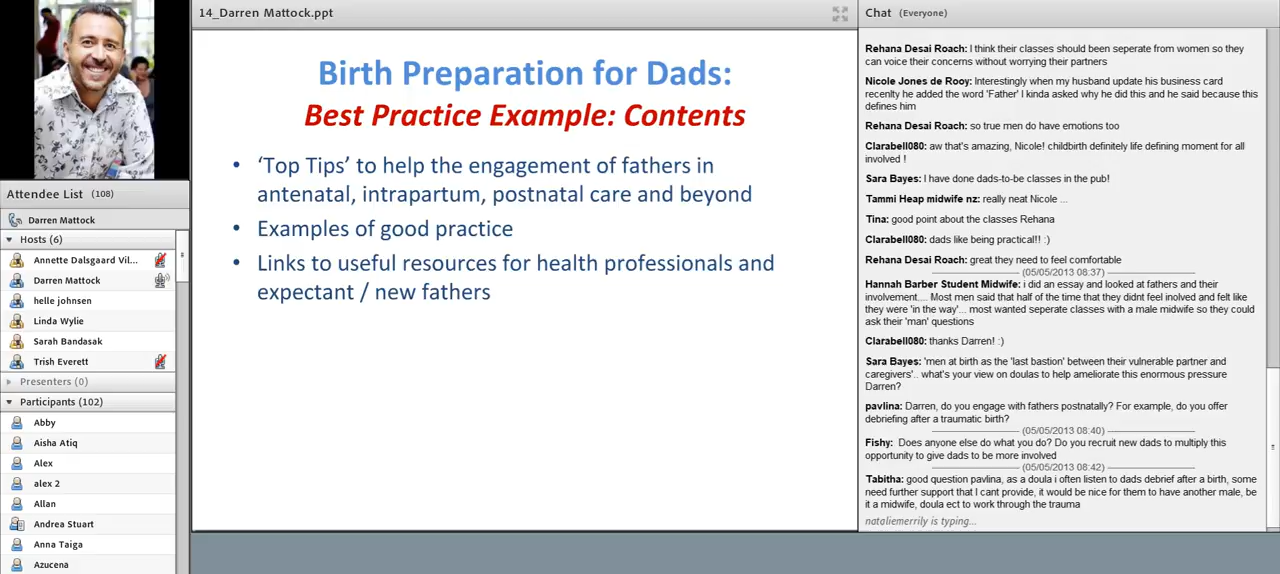 14_Darren Mattock.ppt
Birth Preparation for Dads:
Best Practice Example: Contents
• ‘Top Tips’ to help the engagement of fathers in
antenatal, intrapartum, postnatal care and beyond
• Examples of good practice
• Links to useful resources for health professionals and
expectant / new fathers
Attendee List (108)
Darren Mattock
Hosts (6)
Annette Dalsgaard Vil...
Darren Mattock
helle johnsen
Linda Wylie
Sarah Bandasak
Trish Everett
Presenters (0)
Participants (102)
Abby
Aisha Atiq
Alex
alex 2
Allan
Andrea Stuart
Anna Taiga
Azucena
Chat (Everyone)
Rehana Desai Roach: I think their classes should been seperate from women so they
can voice their concerns without worrying their partners
Nicole Jones de Rooy: Interestingly when my husband update his business card
recenlty he added the word 'Father' I kinda asked why he did this and he said because this
defines him
Rehana Desai Roach: so true men do have emotions too
Clarabell080: aw that's amazing, Nicole! childbirth definitely life defining moment for all
involved !
Sara Bayes: I have done dads-to-be classes in the pub!
Tammi Heap midwife nz: really neat Nicole ...
Tina: good point about the classes Rehana
Clarabell080: dads like being practical!! :)
Rehana Desai Roach: great they need to feel comfortable
(05/05/2013 08:37)
Hannah Barber Student Midwife: i did an essay and looked at fathers and their
involvement.... Most men said that half of the time that they didnt feel inolved and felt like
they were 'in the way'... most wanted seperate classes with a male midwife so they could
ask their 'man' questions
Clarabell080: thanks Darren! :)
Sara Bayes: 'men at birth as the 'last bastion' between their vulnerable partner and
caregivers'.. what's your view on doulas to help ameliorate this enormous pressure
Darren?
pavlina: Darren, do you engage with fathers postnatally? For example, do you offer
debriefing after a traumatic birth?
(05/05/2013 08:40)
Fishy: Does anyone else do what you do? Do you recruit new dads to multiply this
opportunity to give dads to be more involved
(05/05/2013 08:42)
Tabitha: good question pavlina, as a doula i often listen to dads debrief after a birth, some
need further support that I cant provide, it would be nice for them to have another male, be
it a midwife, doula ect to work through the trauma
nataliemerrily is typing...